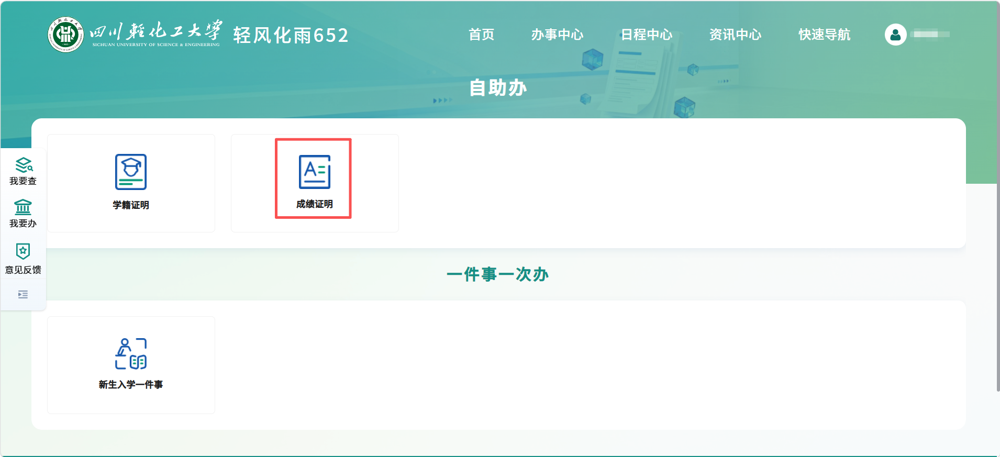 四川輕化工大學
SICHUAN UNIVERSITY OF SCIENCE & ENGINEERING
轻风化雨652
首页
办事中心
日程中心
资讯中心
快速导航
自助办
学籍证明
成绩证明
我要查
我要办
意见反馈
一件事一次办
新生入学一件事